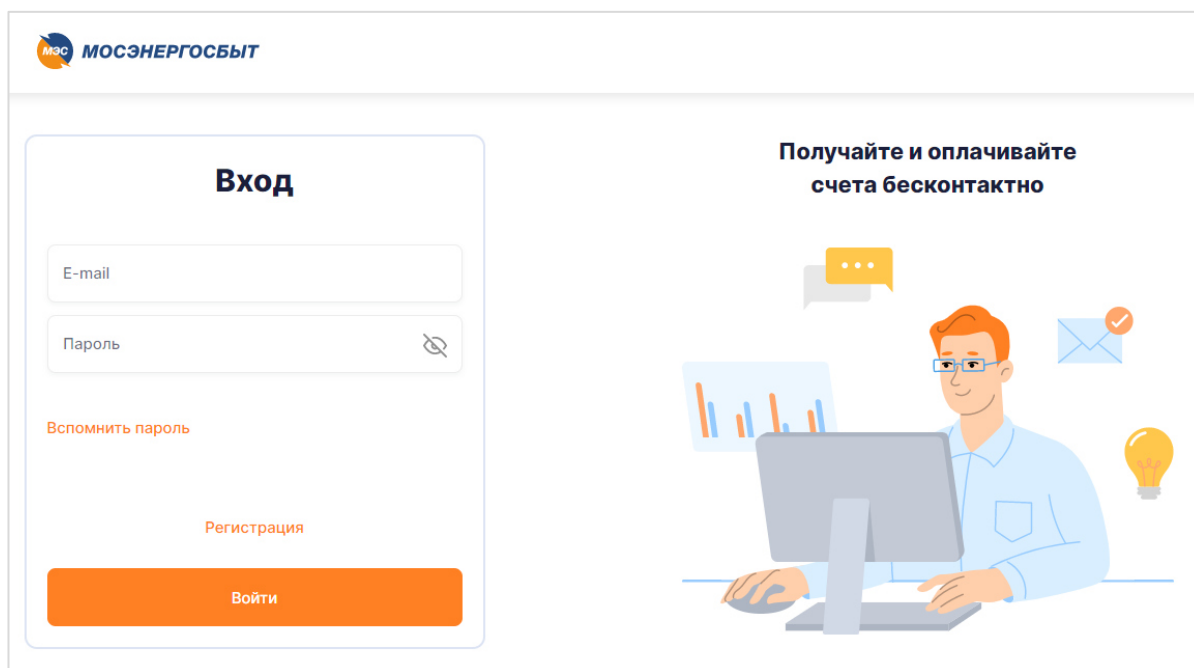 МЭС МОСЭНЕРГОСБЫТ
Вход
E-mail
Пароль
Вспомнить пароль
Регистрация
Войти
Получайте и оплачивайте
счета бесконтактно